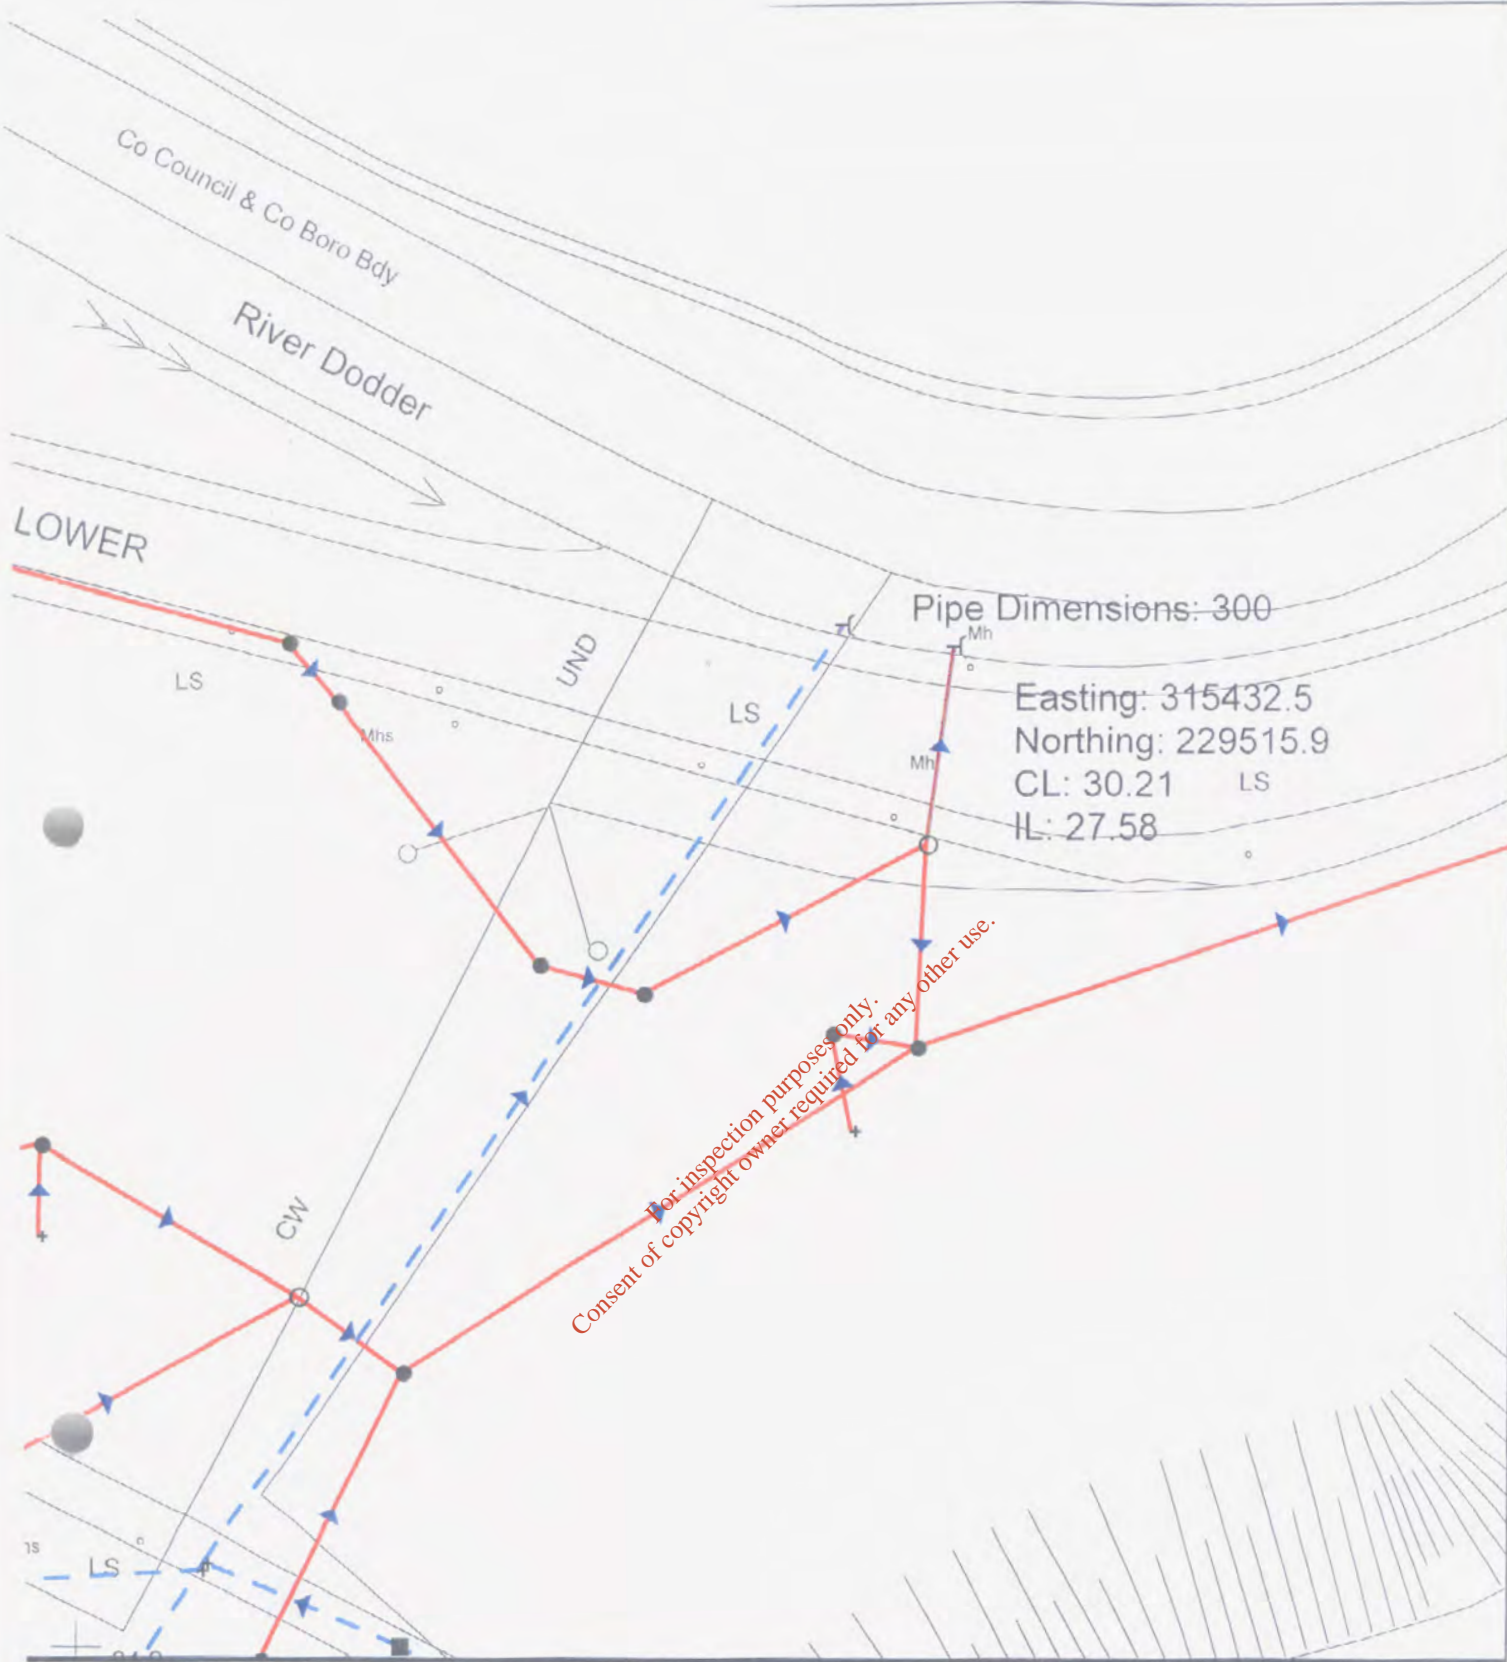 Co Council & Co Boro Bdy
River Dodder
LOWER
Pipe Dimensions: 300
Mh
UND
LS
LS
Easting: 315432.5
Northing: 229515.9
CL: 30.21
LS
IL: 27.58
Mhs
Mh
For inspection purposes only.
Consent of copyright owner required for any other use.
CW
LS